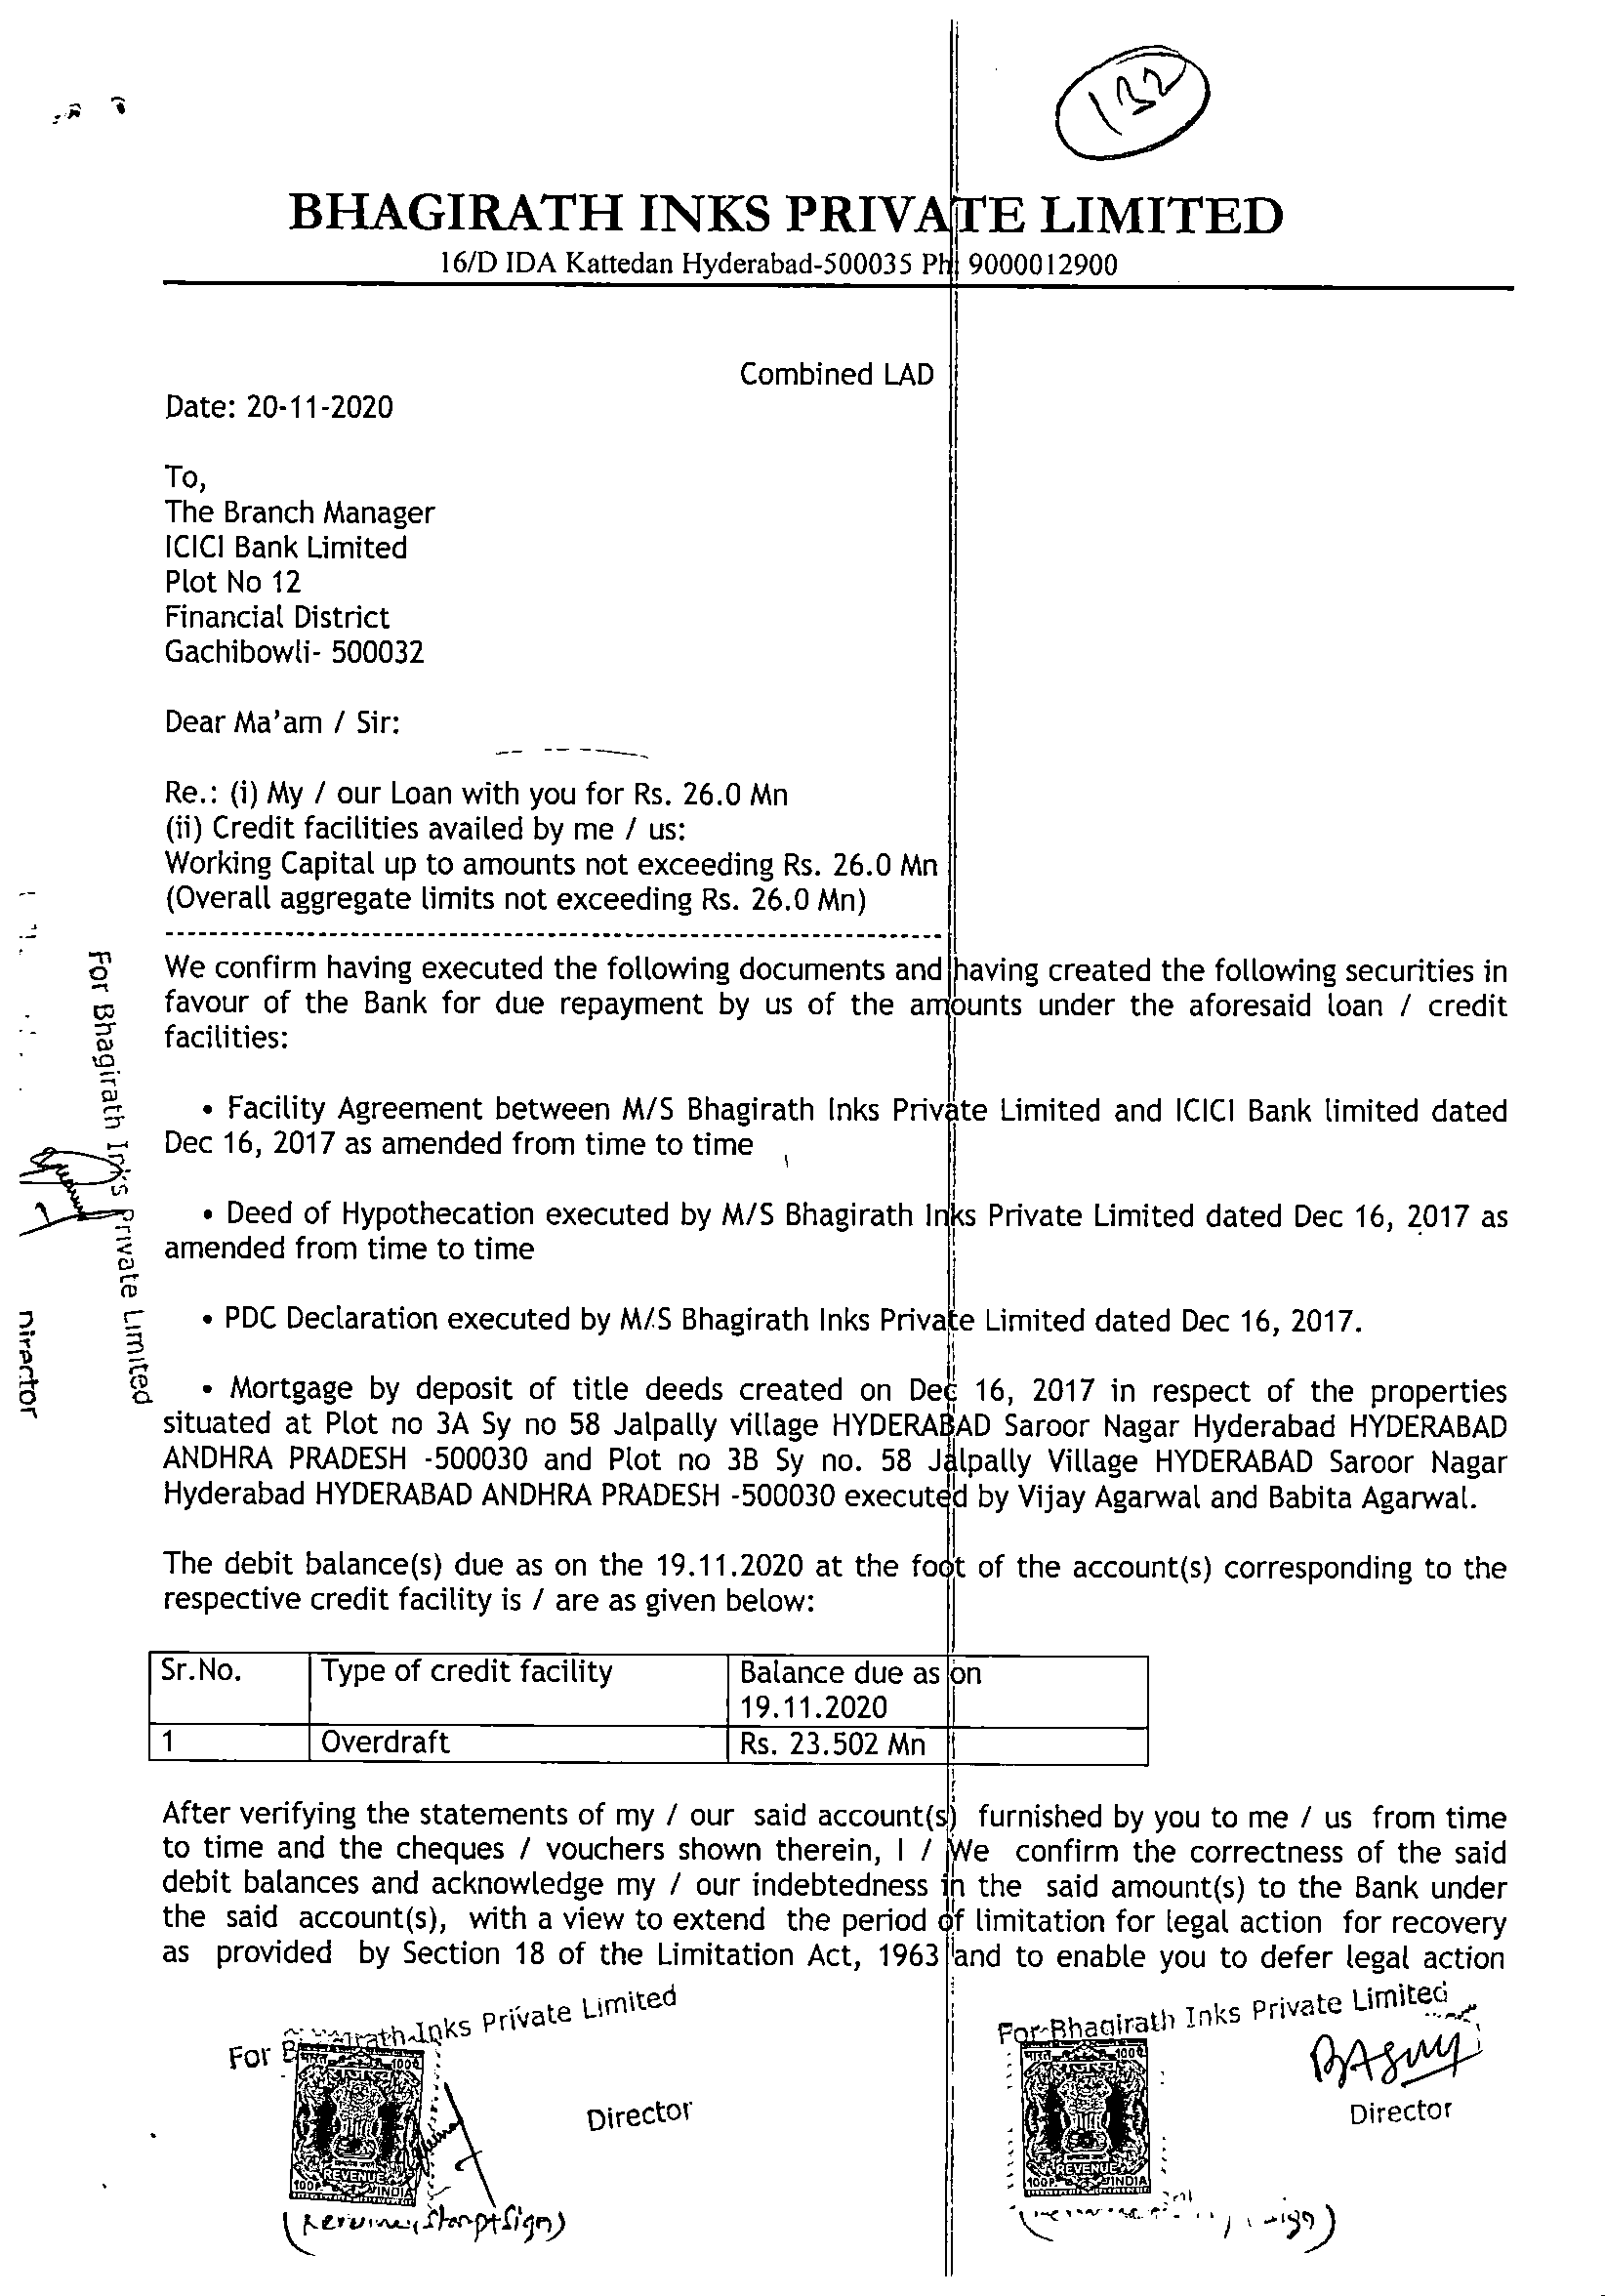 132
BHAGIRATH INKS PRIVATE LIMITED
16/D IDA Kattedan Hyderabad-500035 Ph: 9000012900
Combined LAD
Date: 20-11-2020
To,
The Branch Manager
ICICI Bank Limited
Plot No 12
Financial District
Gachibowli- 500032
Dear Ma'am / Sir:
Re.: (i) My / our Loan with you for Rs. 26.0 Mn
(ii) Credit facilities availed by me / us:
Working Capital up to amounts not exceeding Rs. 26.0 Mn
(Overall aggregate limits not exceeding Rs. 26.0 Mn)
We confirm having executed the following documents and having created the following securities in
favour of the Bank for due repayment by us of the amounts under the aforesaid loan / credit
facilities:
• Facility Agreement between M/S Bhagirath Inks Private Limited and ICICI Bank limited dated
Dec 16, 2017 as amended from time to time
• Deed of Hypothecation executed by M/S Bhagirath Inks Private Limited dated Dec 16, 2017 as
amended from time to time
• PDC Declaration executed by M/S Bhagirath Inks Private Limited dated Dec 16, 2017.
• Mortgage by deposit of title deeds created on Dec 16, 2017 in respect of the properties
situated at Plot no 3A Sy no 58 Jalpally village HYDERABAD Saroor Nagar Hyderabad HYDERABAD
ANDHRA PRADESH -500030 and Plot no 3B Sy no. 58 Jalpally Village HYDERABAD Saroor Nagar
Hyderabad HYDERABAD ANDHRA PRADESH -500030 executed by Vijay Agarwal and Babita Agarwal.
For Bhagirath Inks Private Limited
Director
The debit balance(s) due as on the 19.11.2020 at the foot of the account(s) corresponding to the
respective credit facility is / are as given below:
Sr.No. Type of credit facility Balance due as on
19.11.2020
1 Overdraft Rs. 23.502 Mn
After verifying the statements of my / our said account(s) furnished by you to me / us from time
to time and the cheques / vouchers shown therein, I / We confirm the correctness of the said
debit balances and acknowledge my / our indebtedness in the said amount(s) to the Bank under
the said account(s), with a view to extend the period of limitation for legal action for recovery
as provided by Section 18 of the Limitation Act, 1963 and to enable you to defer legal action
For Bhagirath Inks Private Limited
For Bhagirath Inks Private Limited
भारत 100
भारत 100
Director
Director
REVENUE
REVENUE
100P INDIA
100P INDIA
(Revenue Stamp+Sign)
sign)